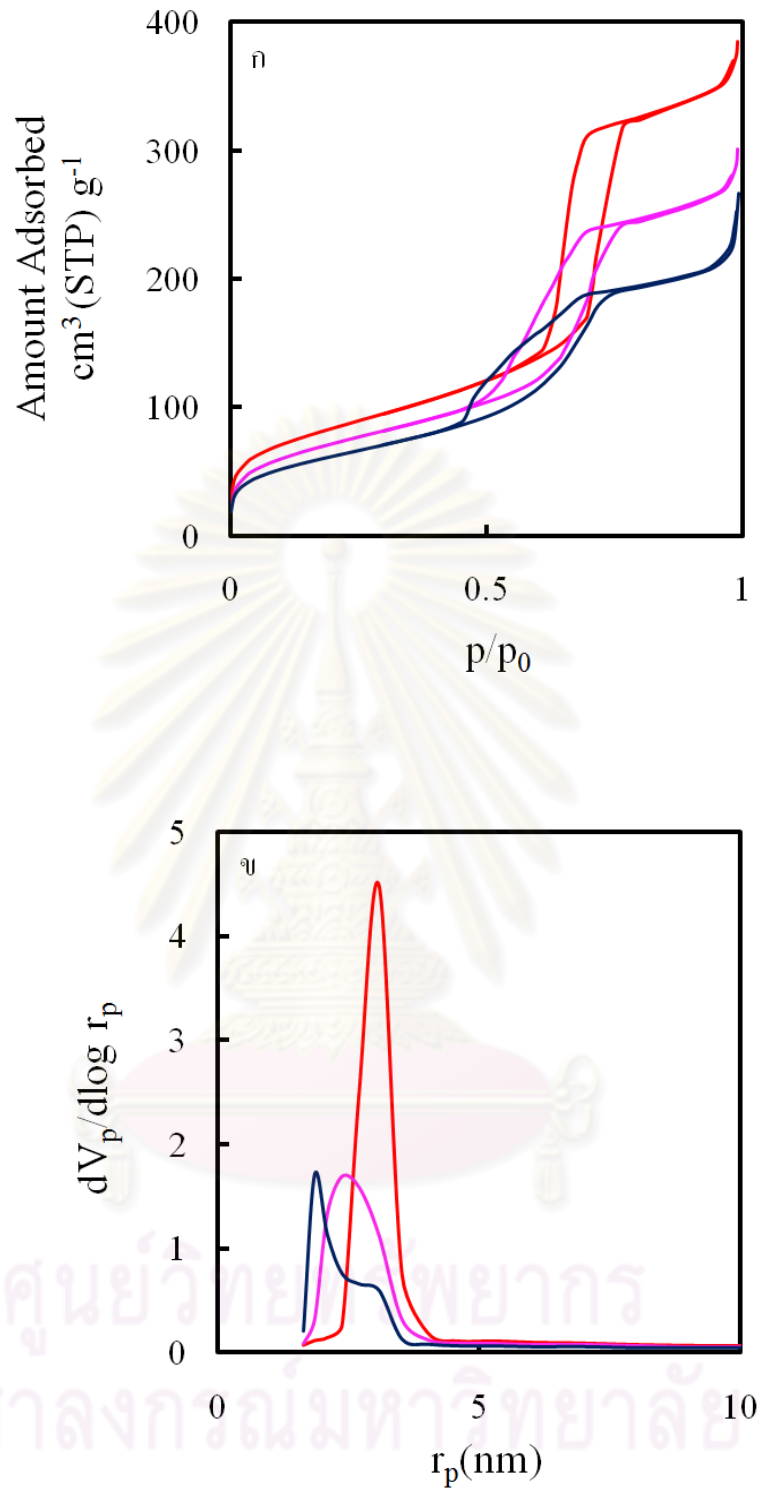 400
300
200
100
0
ก
Amount Adsorbed
cm³ (STP) g⁻¹
0 0.5 1
p/p₀
5
4
3
2
1
0
ข
dVₚ/dlog rₚ
0 5 10
rₚ(nm)
ศูนย์วิทยทรัพยากร
าลงกรณ์มหาวิทยาลัย